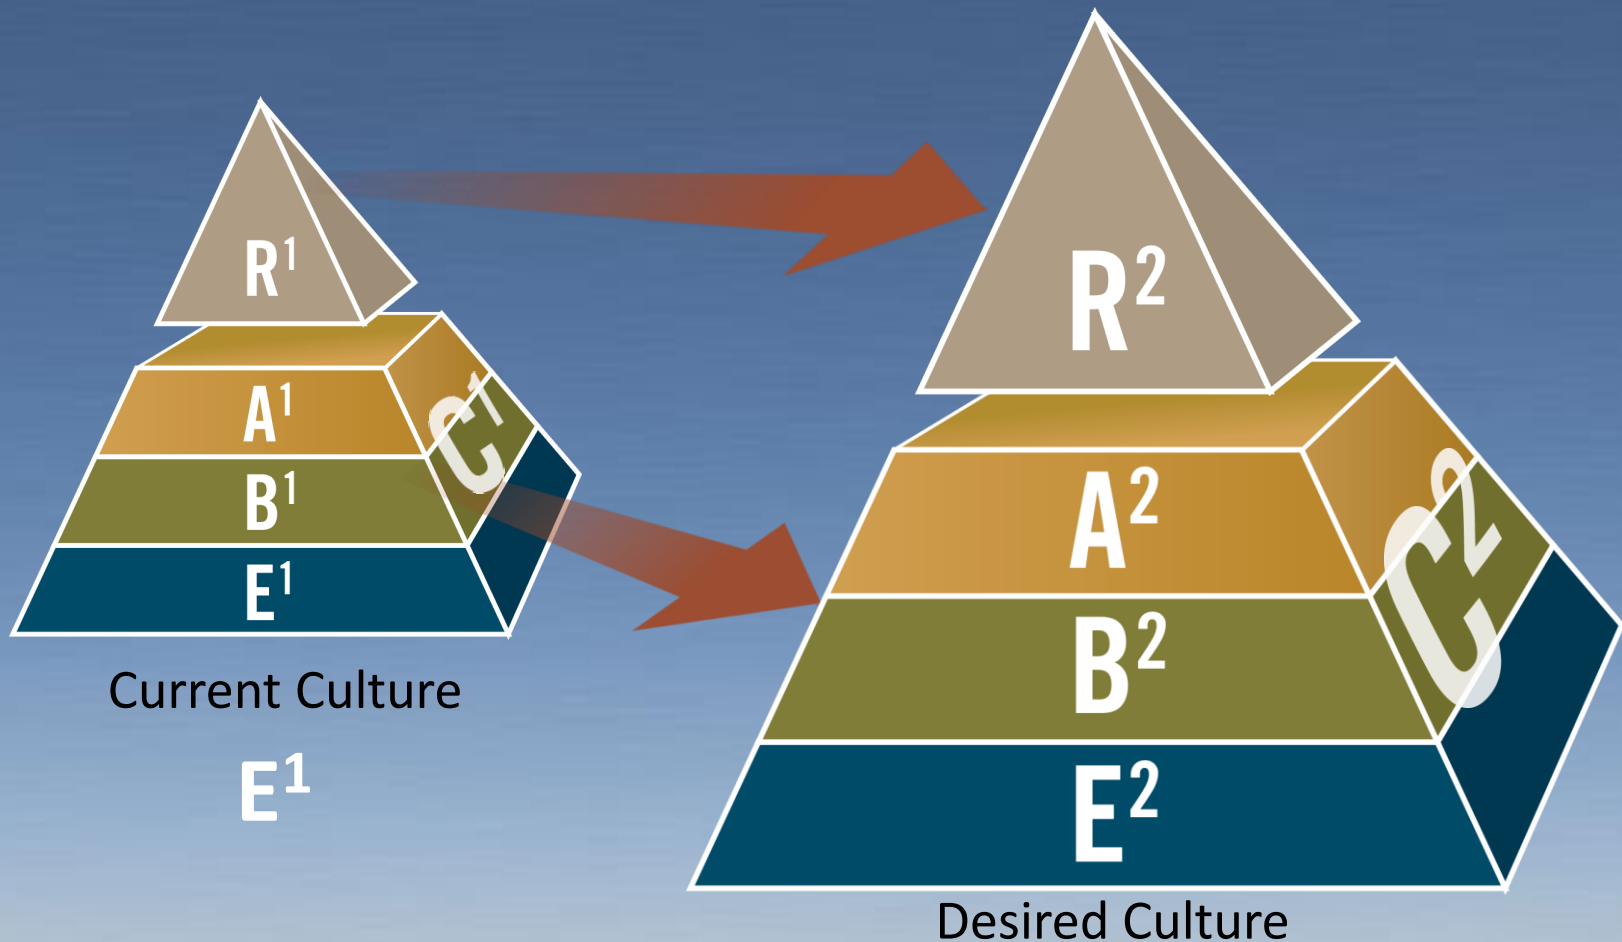 R¹
A¹
B¹
E¹
C¹
Current Culture
E¹
R²
A²
B²
E²
C²
Desired Culture